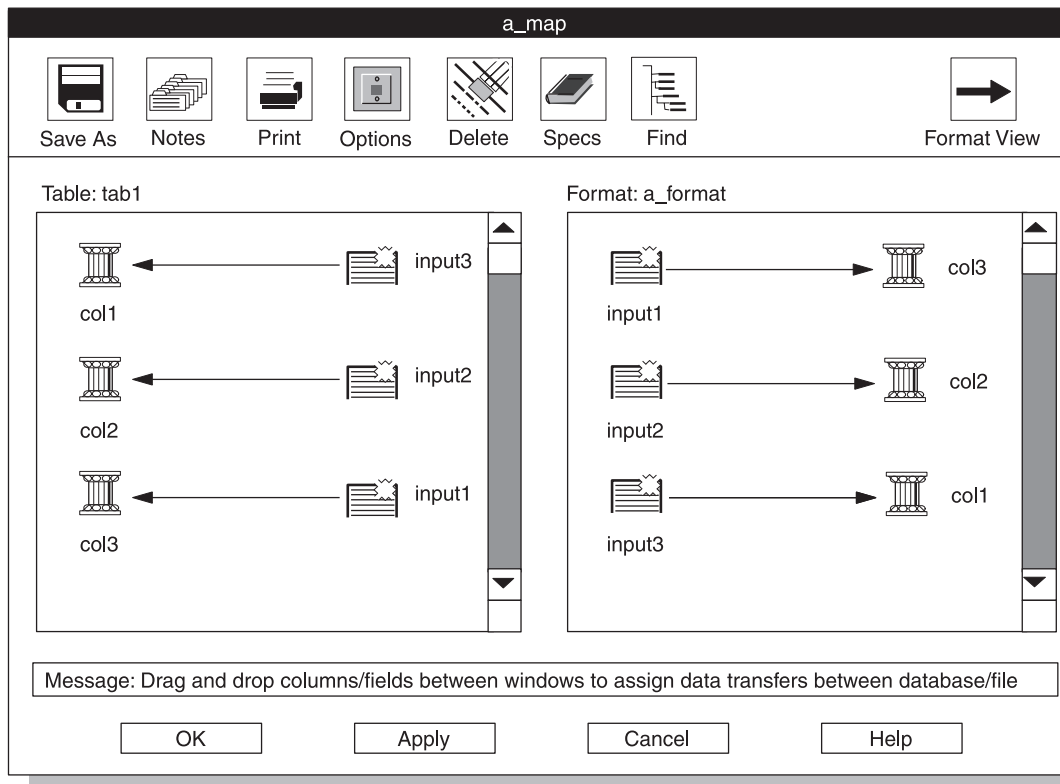 a_map
Save As Notes Print Options Delete Specs Find Format View
Table: tab1
col1 input3
col2 input2
col3 input1
Format: a_format
input1 col3
input2 col2
input3 col1
Message: Drag and drop columns/fields between windows to assign data transfers between database/file
OK Apply Cancel Help